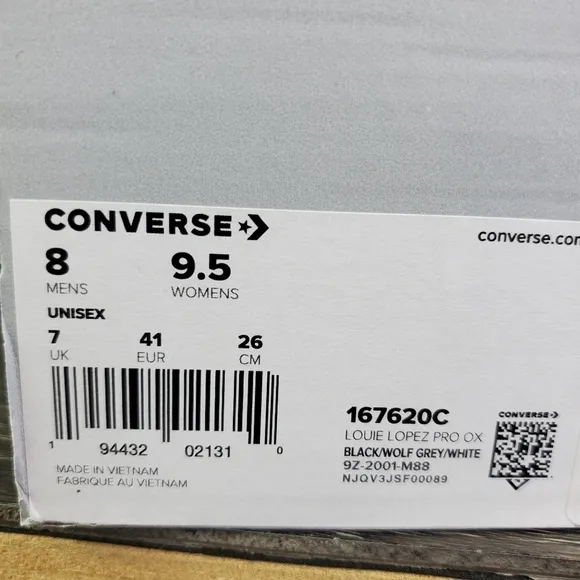 CONVERSE
converse.com
8 9.5
MENS WOMENS
UNISEX
7 41 26
UK EUR CM
1 94432 02131 0
MADE IN VIETNAM
FABRIQUE AU VIETNAM
167620C
LOUIE LOPEZ PRO OX
BLACK/WOLF GREY/WHITE
9Z-2001-M88
NJQV3JSF00089
CONVERSE